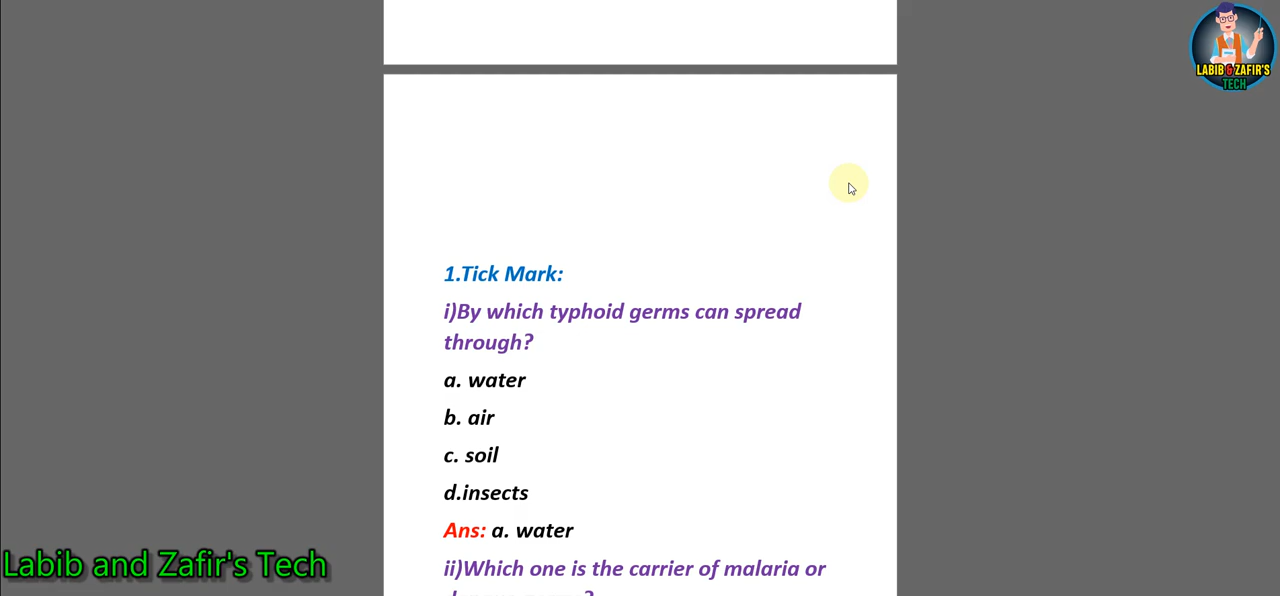 LABIB & ZAFIR'S
TECH
1.Tick Mark:
i)By which typhoid germs can spread
through?
a. water
b. air
c. soil
d.insects
Ans: a. water
ii)Which one is the carrier of malaria or
Labib and Zafir's Tech